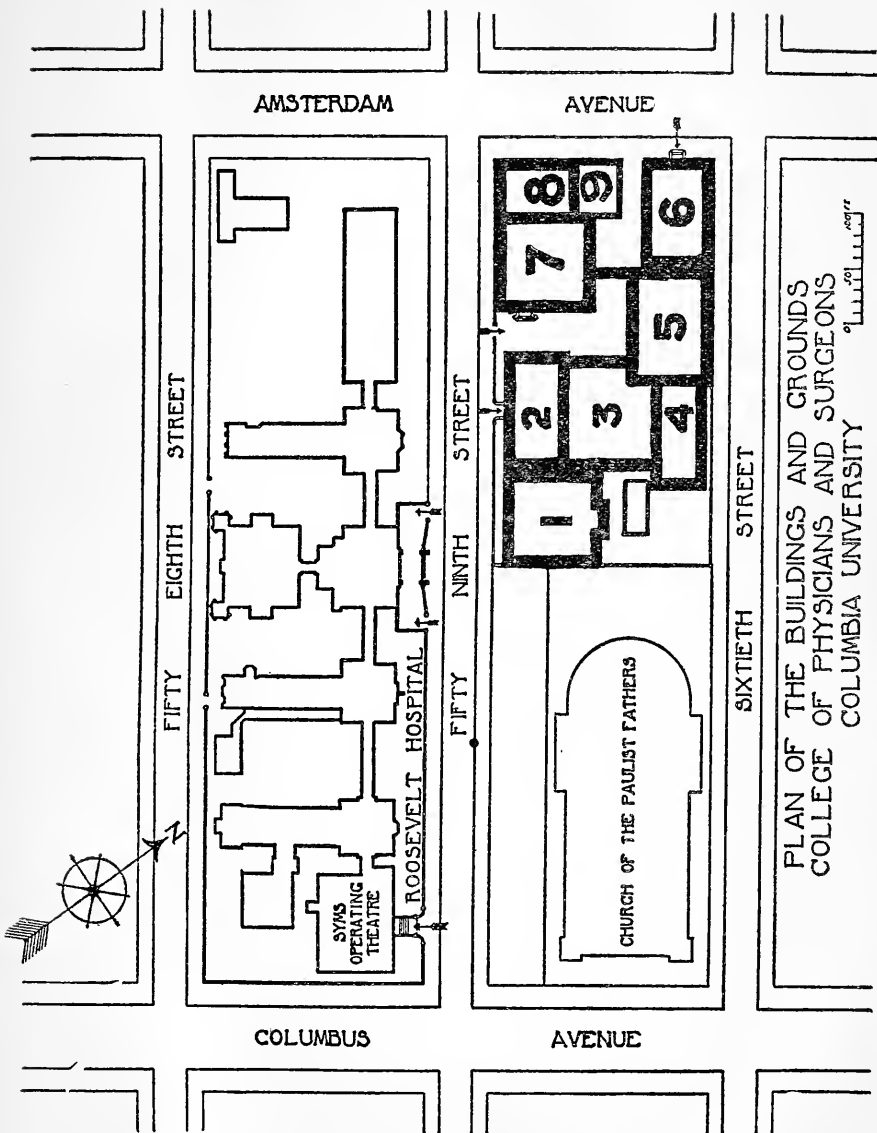 AMSTERDAM AVENUE
FIFTY EIGHTH STREET
FIFTY NINTH STREET
SIXTIETH STREET
COLUMBUS AVENUE
ROOSEVELT HOSPITAL
SYMS
OPERATING
THEATRE
CHURCH OF THE PAULIST FATHERS
N
1
2
3
4
5
6
7
8
9
PLAN OF THE BUILDINGS AND GROUNDS
COLLEGE OF PHYSICIANS AND SURGEONS
COLUMBIA UNIVERSITY